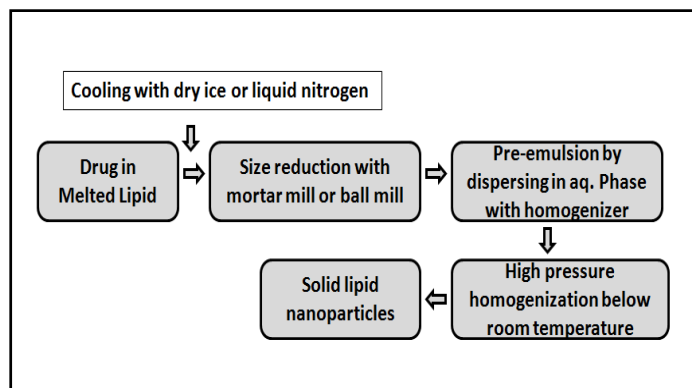 Cooling with dry ice or liquid nitrogen
Drug in
Melted Lipid
Size reduction with
mortar mill or ball mill
Pre-emulsion by
dispersing in aq. Phase
with homogenizer
High pressure
homogenization below
room temperature
Solid lipid
nanoparticles